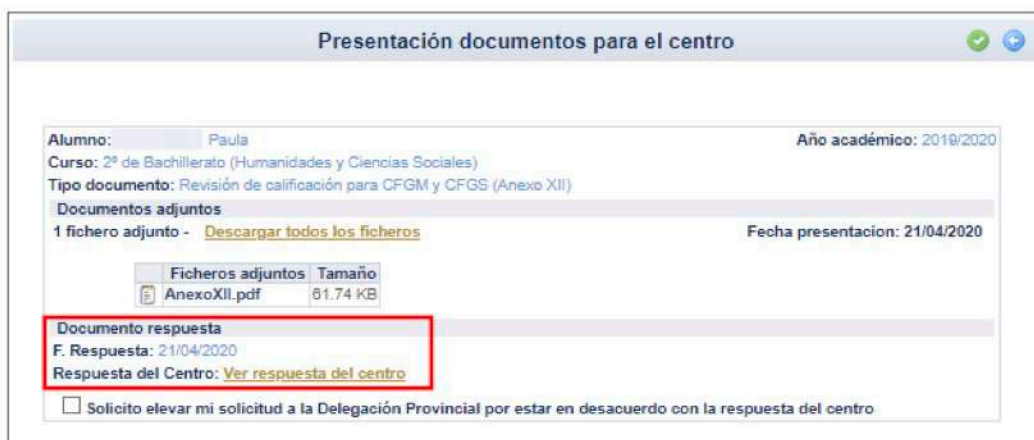 Presentación documentos para el centro
Alumno: Paula Año académico: 2019/2020
Curso: 2º de Bachillerato (Humanidades y Ciencias Sociales)
Tipo documento: Revisión de calificación para CFGM y CFGS (Anexo XII)
Documentos adjuntos
1 fichero adjunto - Descargar todos los ficheros Fecha presentacion: 21/04/2020
Ficheros adjuntos Tamaño
AnexoXII.pdf 61.74 KB
Documento respuesta
F. Respuesta: 21/04/2020
Respuesta del Centro: Ver respuesta del centro
Solicito elevar mi solicitud a la Delegación Provincial por estar en desacuerdo con la respuesta del centro